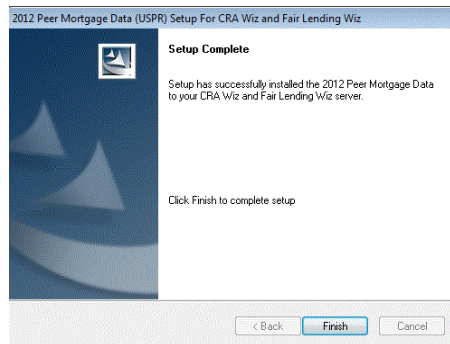 2012 Peer Mortgage Data (USPR) Setup For CRA Wiz and Fair Lending Wiz
Setup Complete
Setup has successfully installed the 2012 Peer Mortgage Data
to your CRA Wiz and Fair Lending Wiz server.
Click Finish to complete setup
< Back Finish Cancel